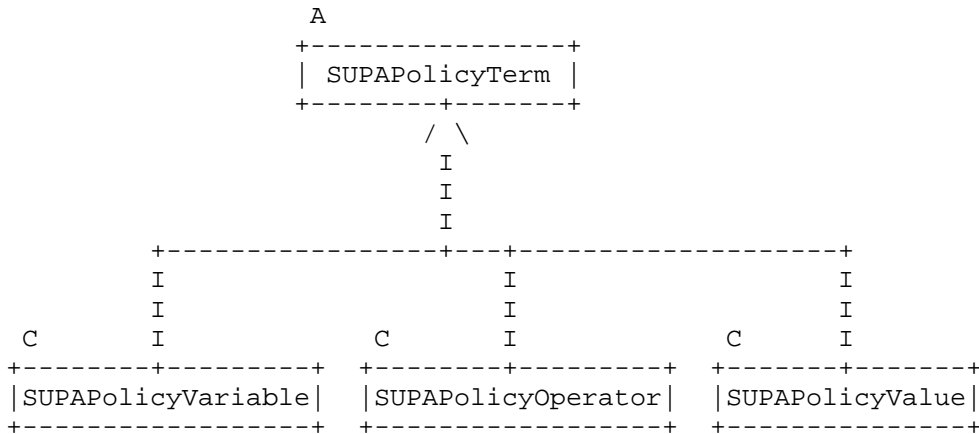 A
+-----------------+
| SUPAPolicyTerm |
+--------+-------+
/ \
I
I
I
+-----------------+---+--------------------+
I I I
I I I
C I C I C I
+--------+---------+ +--------+---------+ +-------+-------+
|SUPAPolicyVariable| |SUPAPolicyOperator| |SUPAPolicyValue|
+------------------+ +------------------+ +---------------+